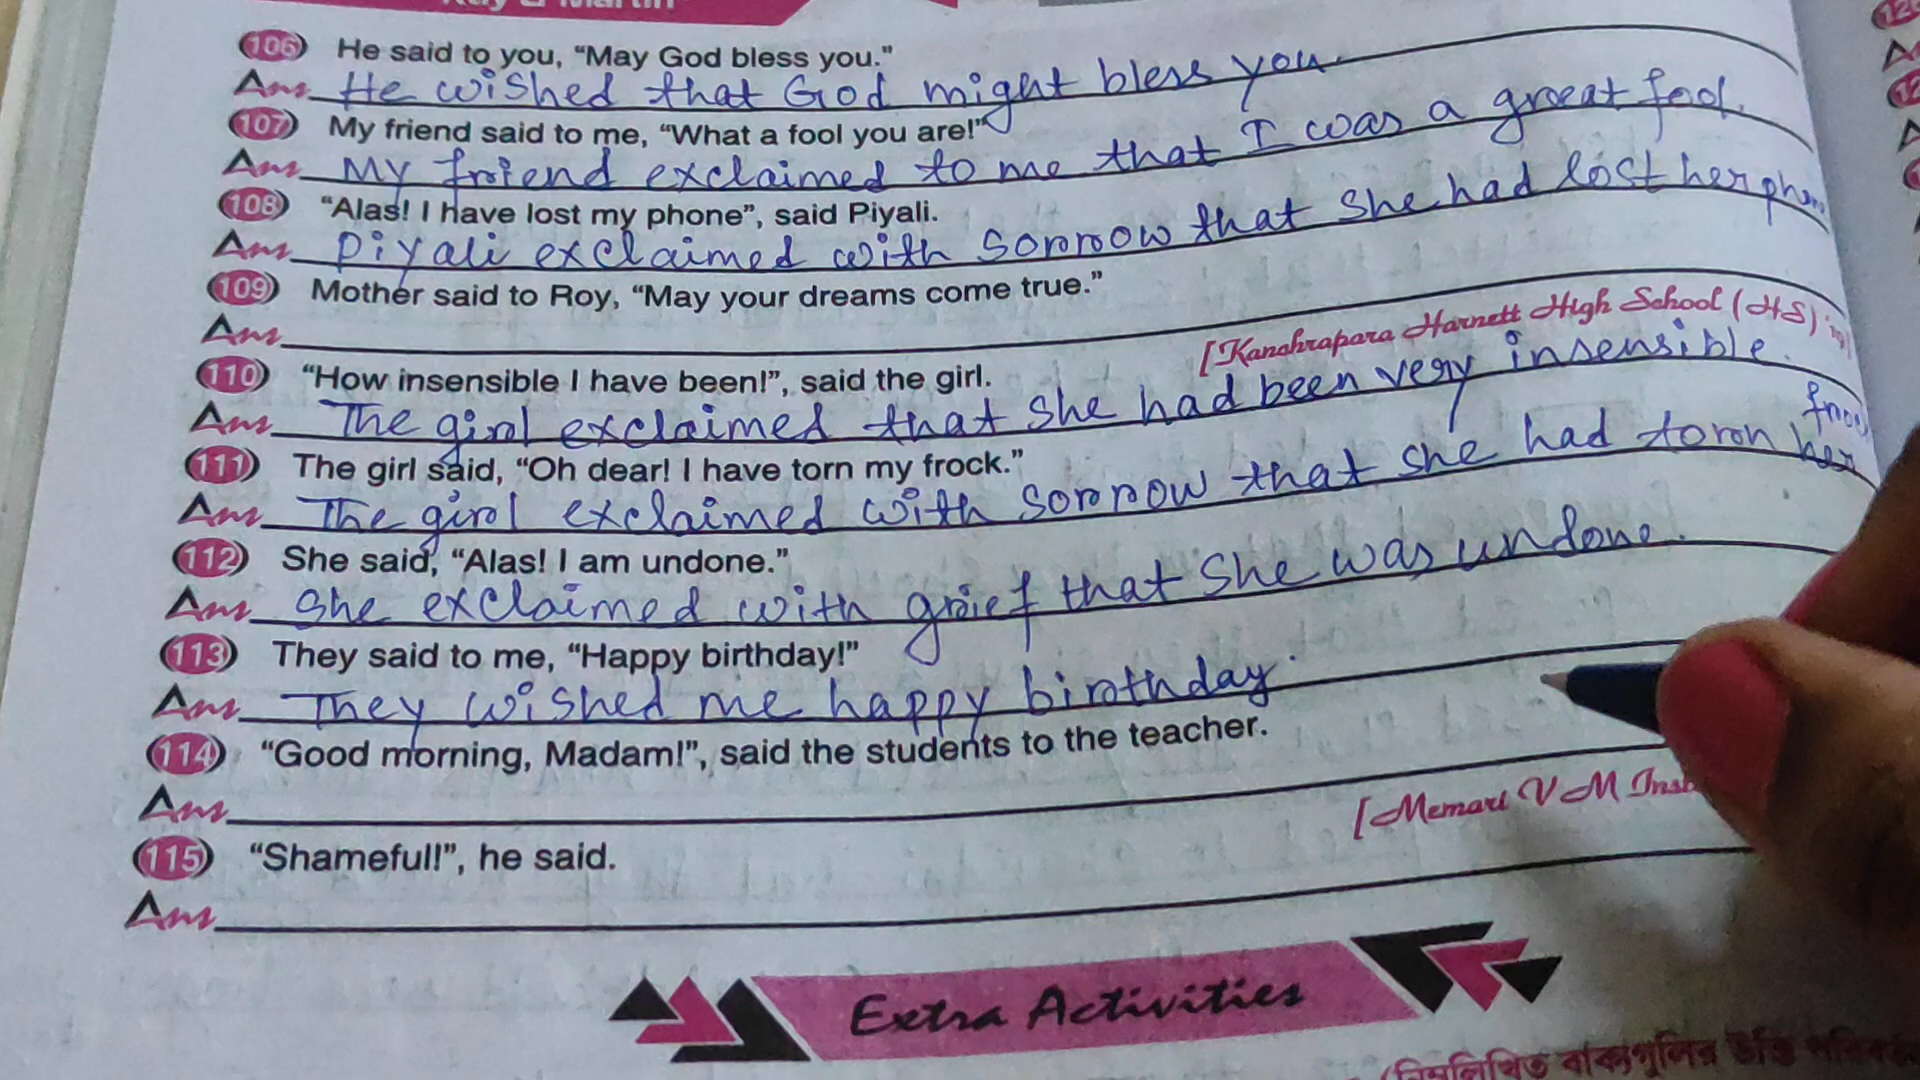 Ray & Martin
106 He said to you, “May God bless you.”
Ans He wished that God might bless you.
107 My friend said to me, “What a fool you are!”
Ans My friend exclaimed to me that I was a great fool.
108 “Alas! I have lost my phone”, said Piyali.
Ans Piyali exclaimed with sorrow that she had lost her
109 Mother said to Roy, “May your dreams come true.”
Ans
[Kanchrapara Harnett High School (HS) '19]
110 “How insensible I have been!”, said the girl.
Ans The girl exclaimed that she had been very insensible.
111 The girl said, “Oh dear! I have torn my frock.”
Ans The girl exclaimed with sorrow that she had torn her
112 She said, “Alas! I am undone.”
Ans She exclaimed with grief that she was undone.
113 They said to me, “Happy birthday!”
Ans They wished me happy birthday.
114 “Good morning, Madam!”, said the students to the teacher.
Ans
[Memari V M
115 “Shameful!”, he said.
Ans
Extra Activities
(নিম্নলিখিত বাক্যগুলির উক্তি